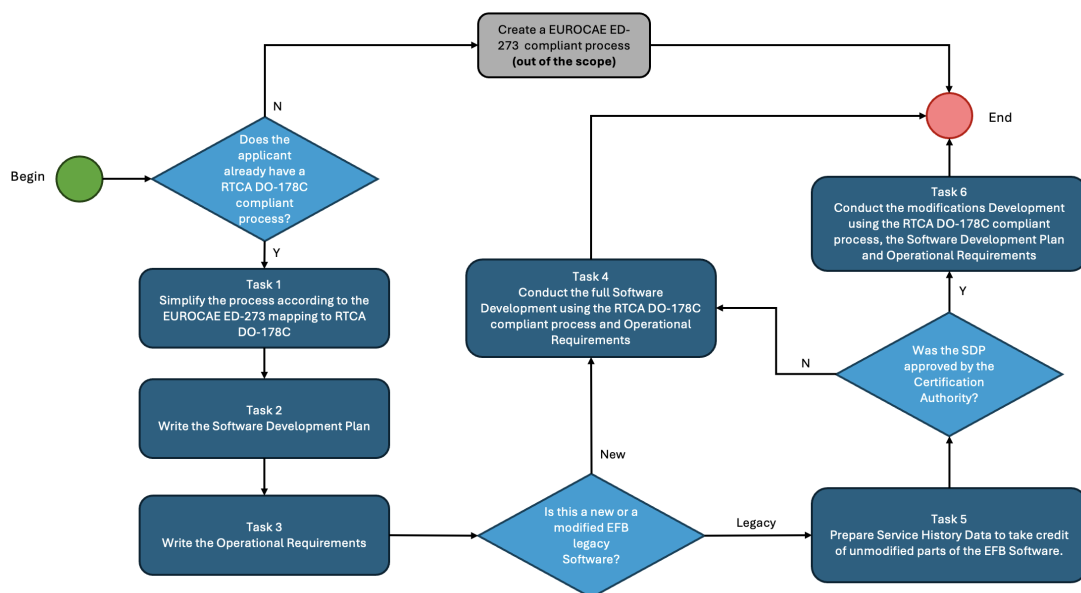 Create a EUROCAE ED-
273 compliant process
(out of the scope)
N
End
Does the
applicant
already have a
RTCA DO-178C
compliant
process?
Begin
Y
Task 1
Simplify the process according to the
EUROCAE ED-273 mapping to RTCA
DO-178C
Task 2
Write the Software Development Plan
Task 3
Write the Operational Requirements
Is this a new or a
modified EFB
legacy
Software?
New
Task 4
Conduct the full Software
Development using the RTCA DO-178C
compliant process and Operational
Requirements
Legacy
Task 5
Prepare Service History Data to take credit
of unmodified parts of the EFB Software.
Was the SDP
approved by the
Certification
Authority?
N
Y
Task 6
Conduct the modifications Development
using the RTCA DO-178C compliant
process, the Software Development Plan
and Operational Requirements